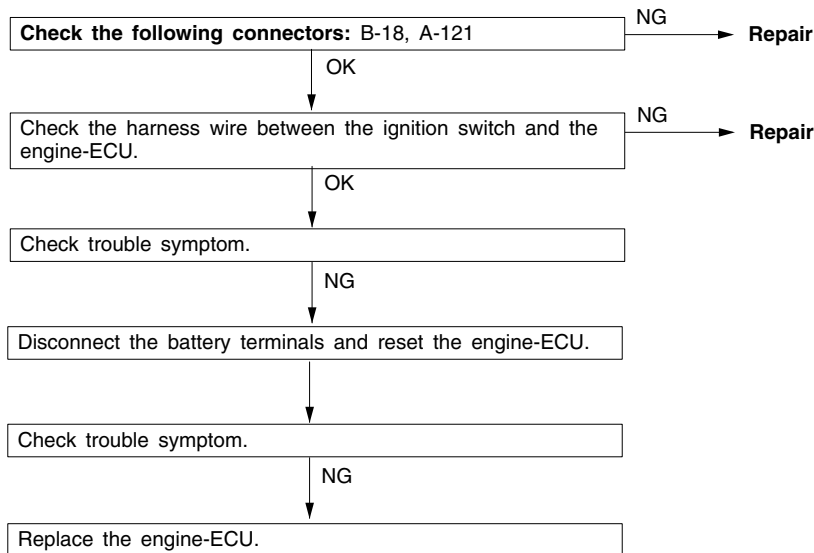 Check the following connectors: B-18, A-121
NG
Repair
OK
Check the harness wire between the ignition switch and the
engine-ECU.
NG
Repair
OK
Check trouble symptom.
NG
Disconnect the battery terminals and reset the engine-ECU.
Check trouble symptom.
NG
Replace the engine-ECU.